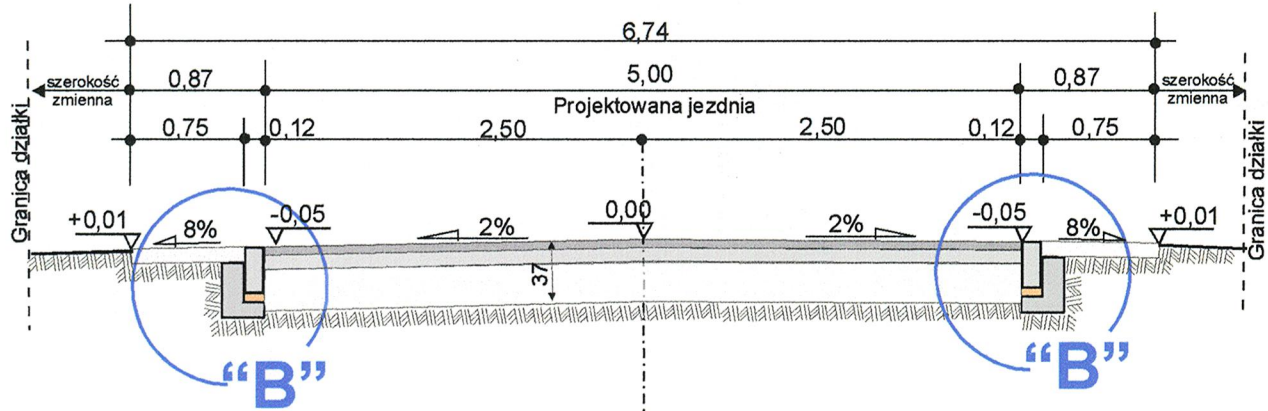 6,74
szerokość
zmienna
0,87
5,00
0,87
szerokość
zmienna
Projektowana jezdnia
0,75
0,12
2,50
2,50
0,12
0,75
Granica działki
Granica działki
+0,01
8%
-0,05
2%
0,00
2%
-0,05
8%
+0,01
37
“B”
“B”